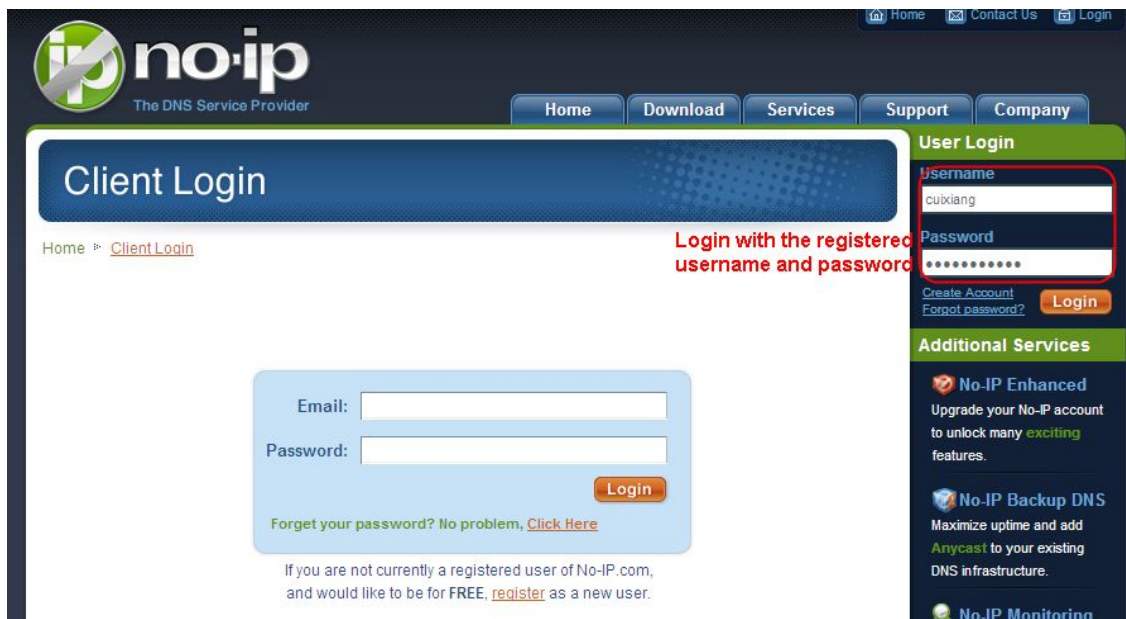 Home Contact Us Login
ip no·ip
The DNS Service Provider
Home Download Services Support Company
Client Login
Home Client Login
Login with the registered
username and password
User Login
Username
cuixiang
Password
•••••••••••
Create Account
Forgot password?
Login
Email:
Password:
Login
Forget your password? No problem, Click Here
If you are not currently a registered user of No-IP.com,
and would like to be for FREE, register as a new user.
Additional Services
No-IP Enhanced
Upgrade your No-IP account
to unlock many exciting
features.
No-IP Backup DNS
Maximize uptime and add
Anycast to your existing
DNS infrastructure.
No-IP Monitoring